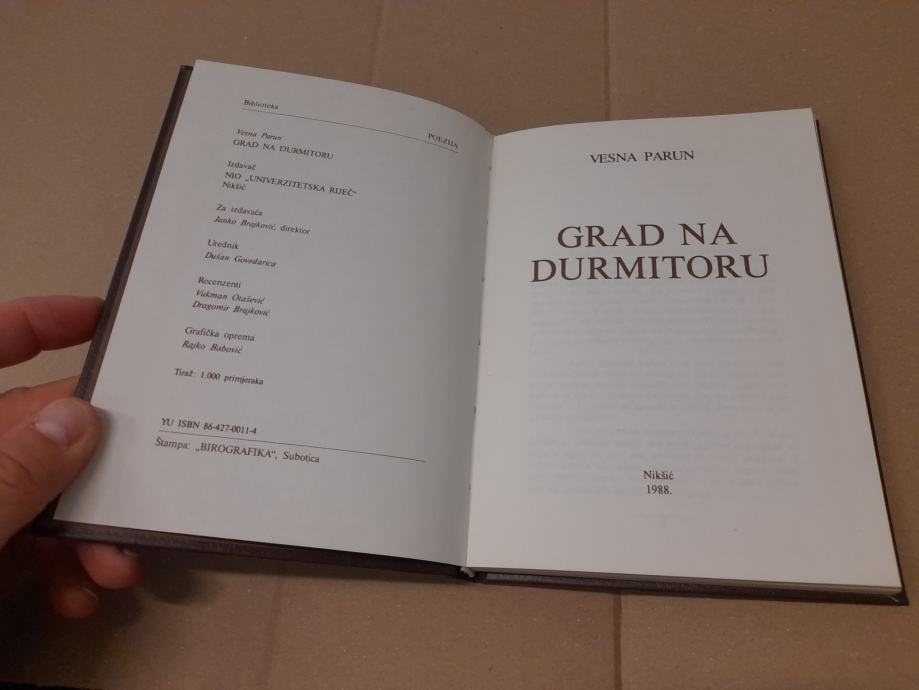 Biblioteka
POEZIJA
Vesna Parun
GRAD NA DURMITORU
Izdavač
NIO „UNIVERZITETSKA RIJEČ“
Nikšić
Za izdavača
Janko Brajković, direktor
Urednik
Dušan Govedarica
Recenzenti
Vukman Otašević
Dragomir Brajković
Grafička oprema
Rajko Babović
Tiraž: 1.000 primjeraka
YU ISBN 86-427-0011-4
Štampa: „BIROGRAFIKA“, Subotica
VESNA PARUN
GRAD NA
DURMITORU
Nikšić
1988.